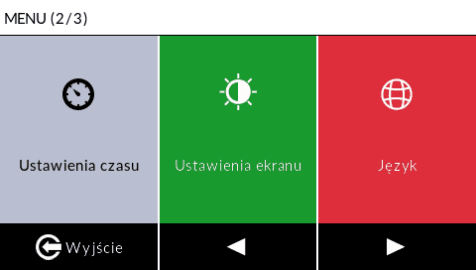 MENU (2/3)
Ustawienia czasu
Ustawienia ekranu
Język
Wyjście